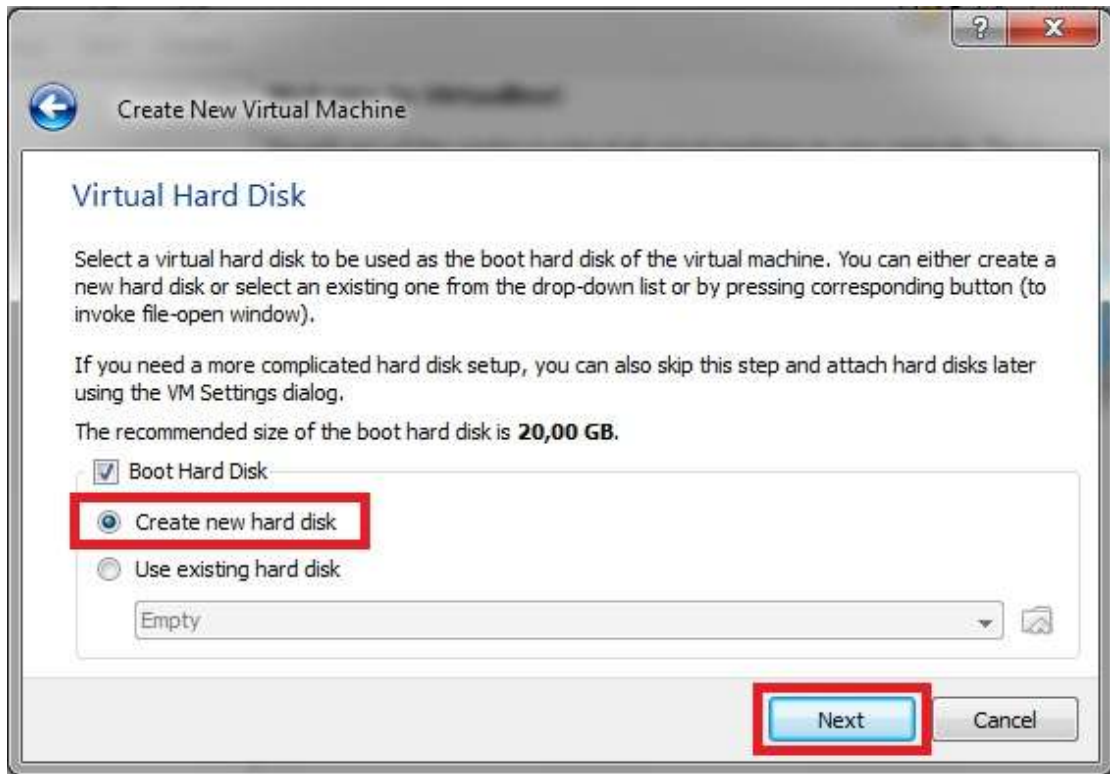 Create New Virtual Machine
Virtual Hard Disk
Select a virtual hard disk to be used as the boot hard disk of the virtual machine. You can either create a
new hard disk or select an existing one from the drop-down list or by pressing corresponding button (to
invoke file-open window).
If you need a more complicated hard disk setup, you can also skip this step and attach hard disks later
using the VM Settings dialog.
The recommended size of the boot hard disk is 20,00 GB.
Boot Hard Disk
Create new hard disk
Use existing hard disk
Empty
Next
Cancel